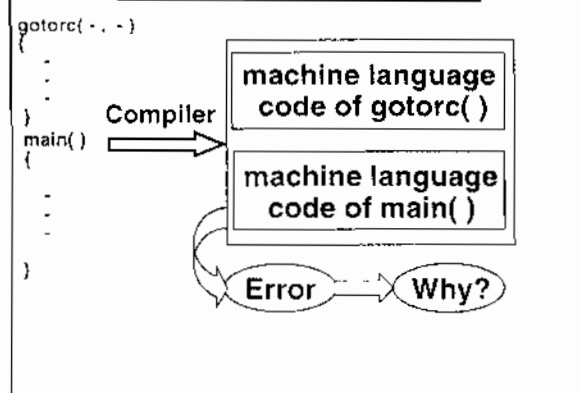 gotorc( - , - )
{
-
-
-
}
main( )
{
-
-
-
}
Compiler
machine language
code of gotorc( )
machine language
code of main( )
Error
Why?